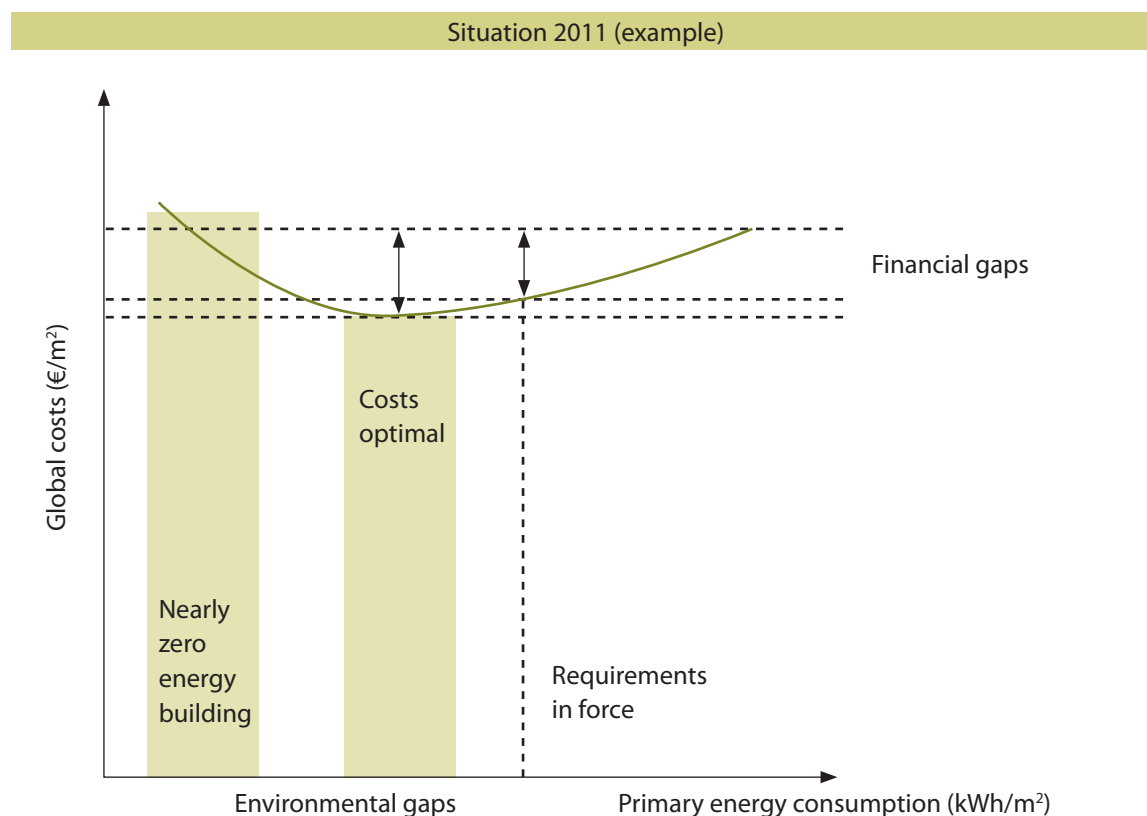 Situation 2011 (example)
Global costs (€/m²)
Financial gaps
Costs
optimal
Nearly
zero
energy
building
Requirements
in force
Environmental gaps
Primary energy consumption (kWh/m²)